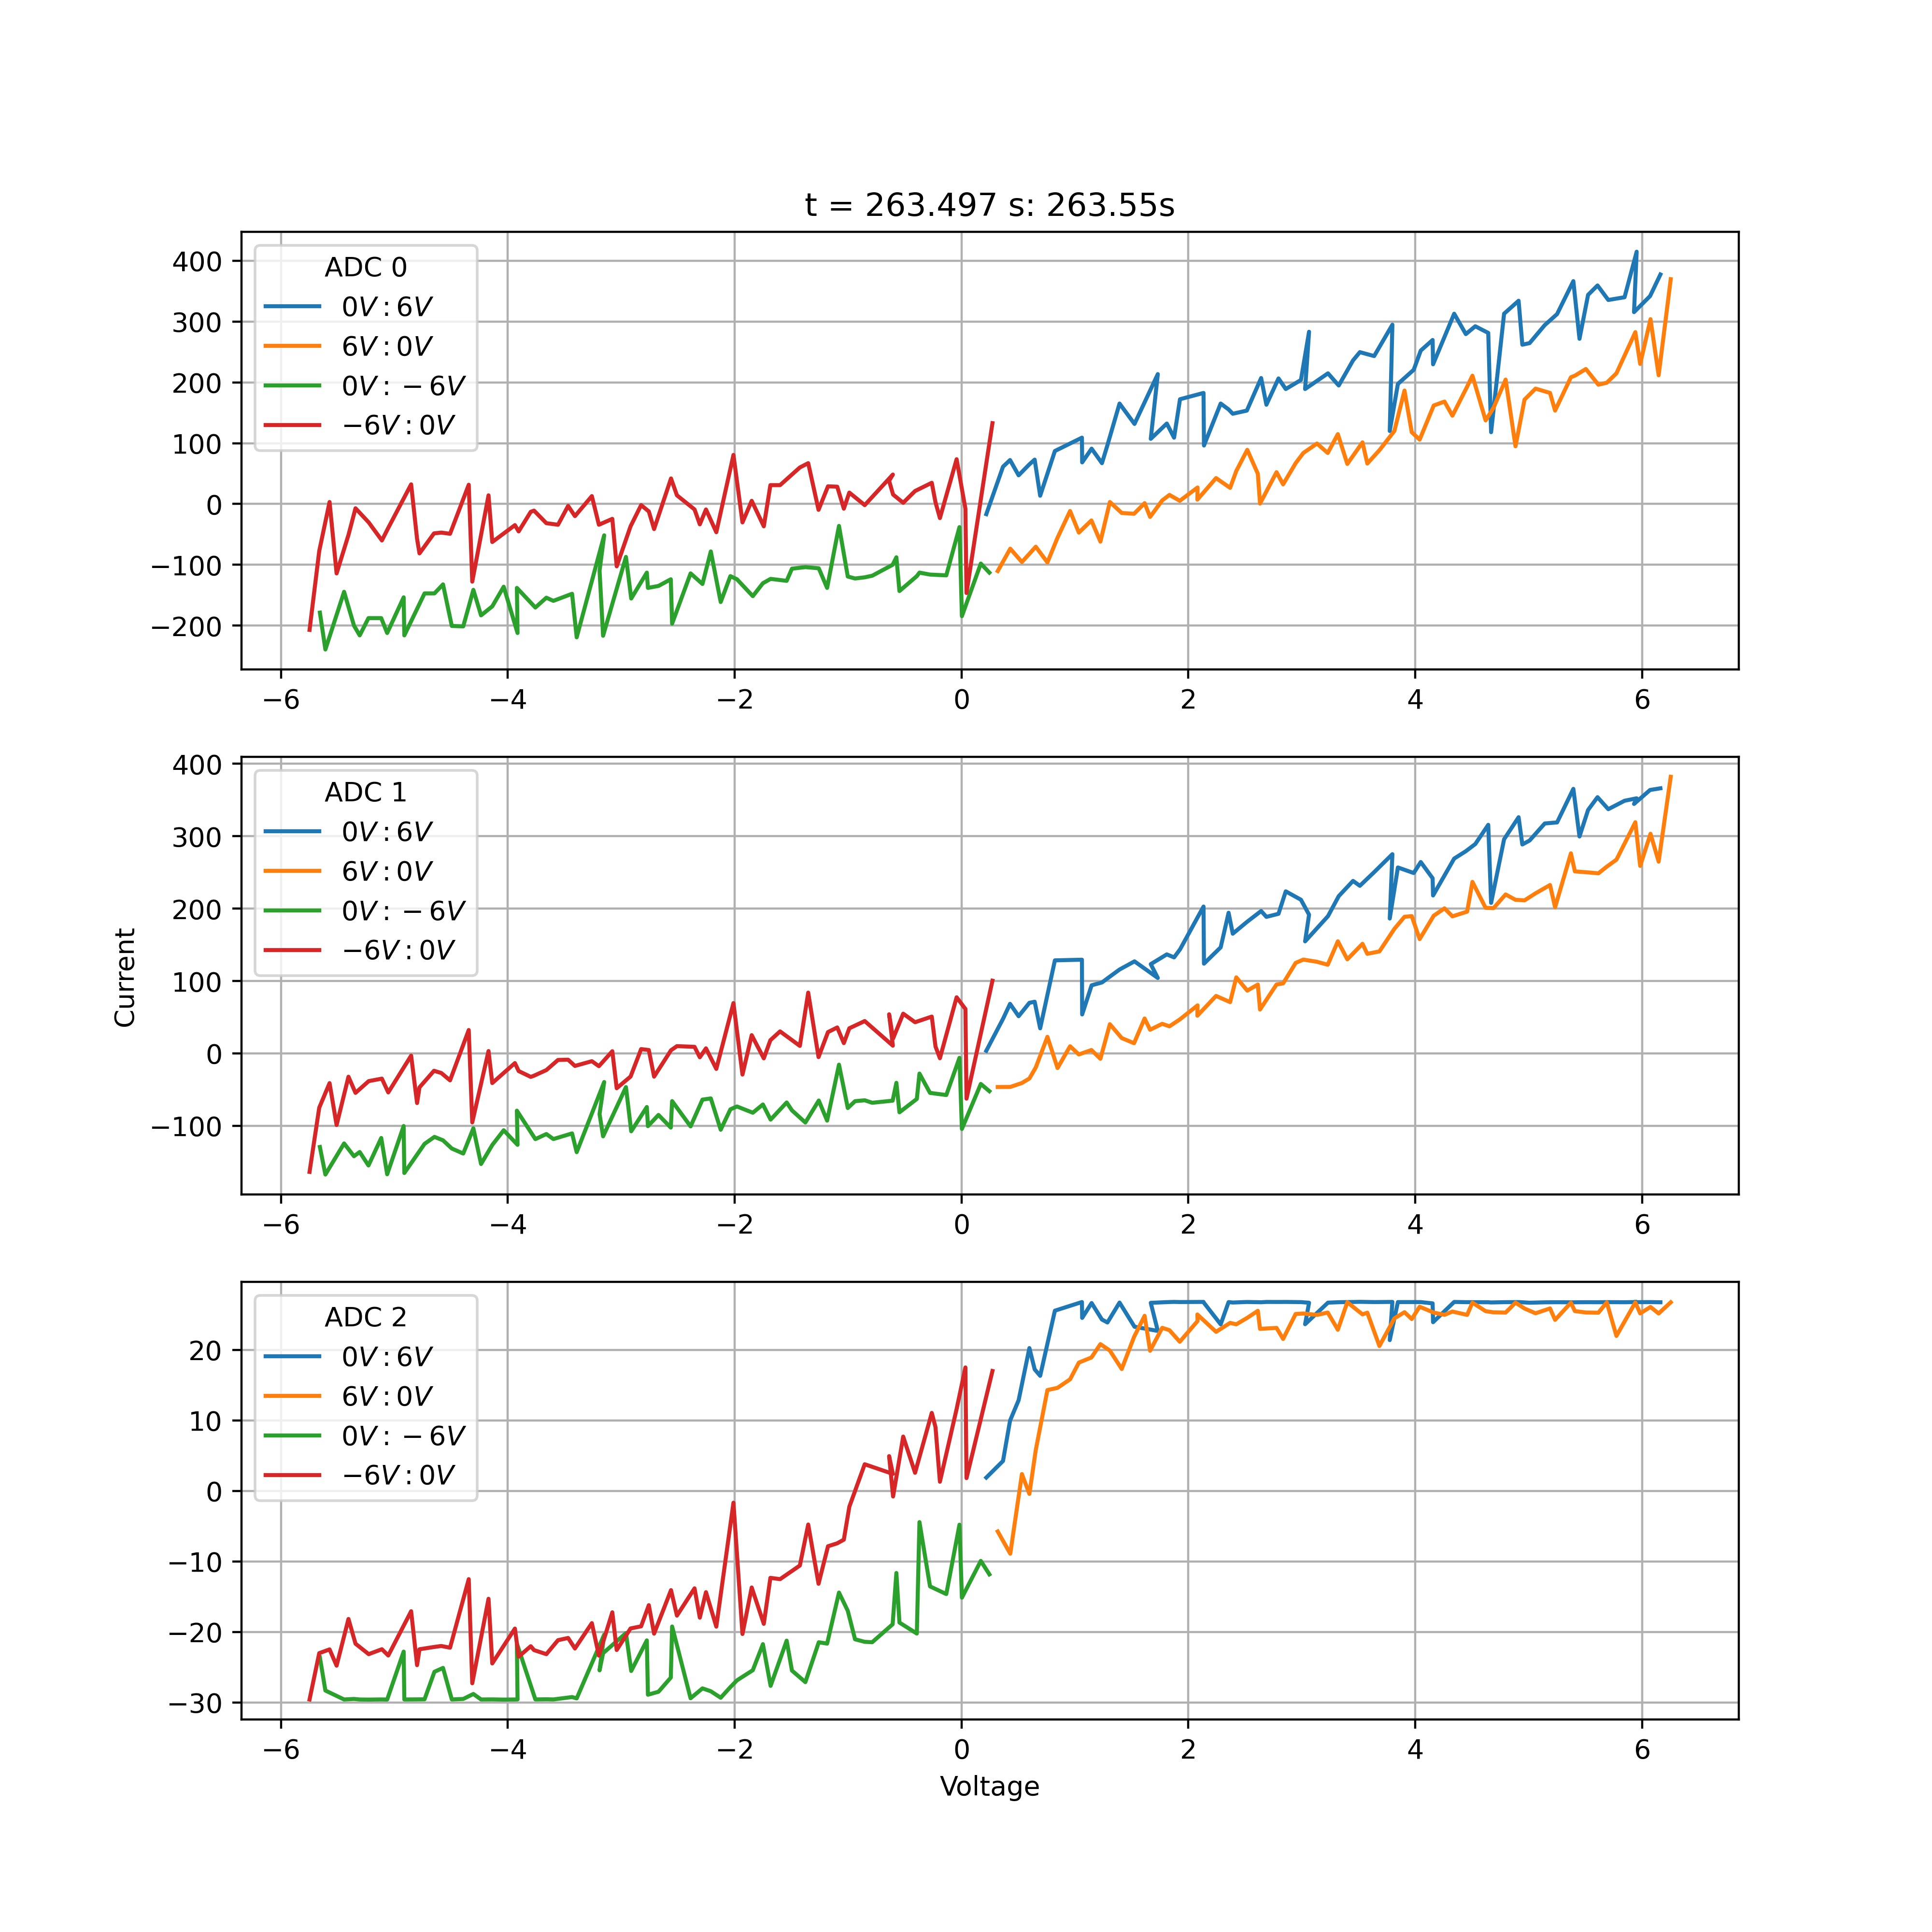 t = 263.497 s: 263.55s
400
300
200
100
0
−100
−200
ADC 0
0V : 6V
6V : 0V
0V : − 6V
−6V : 0V
−6 −4 −2 0 2 4 6
400
300
200
100
0
−100
ADC 1
0V : 6V
6V : 0V
0V : − 6V
−6V : 0V
Current
−6 −4 −2 0 2 4 6
20
10
0
−10
−20
−30
ADC 2
0V : 6V
6V : 0V
0V : − 6V
−6V : 0V
−6 −4 −2 0 2 4 6
Voltage